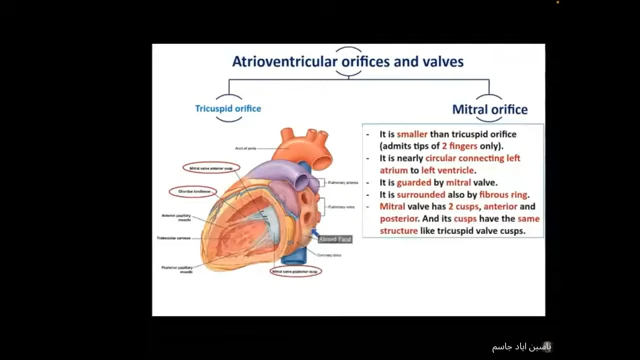 Atrioventricular orifices and valves
Tricuspid orifice
Mitral orifice
- It is smaller than tricuspid orifice
(admits tips of 2 fingers only).
- It is nearly circular connecting left
atrium to left ventricle.
- It is guarded by mitral valve.
- It is surrounded also by fibrous ring.
- Mitral valve has 2 cusps, anterior and
posterior. And its cusps have the same
structure like tricuspid valve cusps.
Arch of aorta
Mitral valve anterior cusp
Chordae tendineae
Anterior papillary
muscle
Trabeculae carneae
Posterior papillary
muscle
Pulmonary arteries
Pulmonary veins
Coronary sinus
Mitral valve posterior cusp
ياسين اياد جاسم